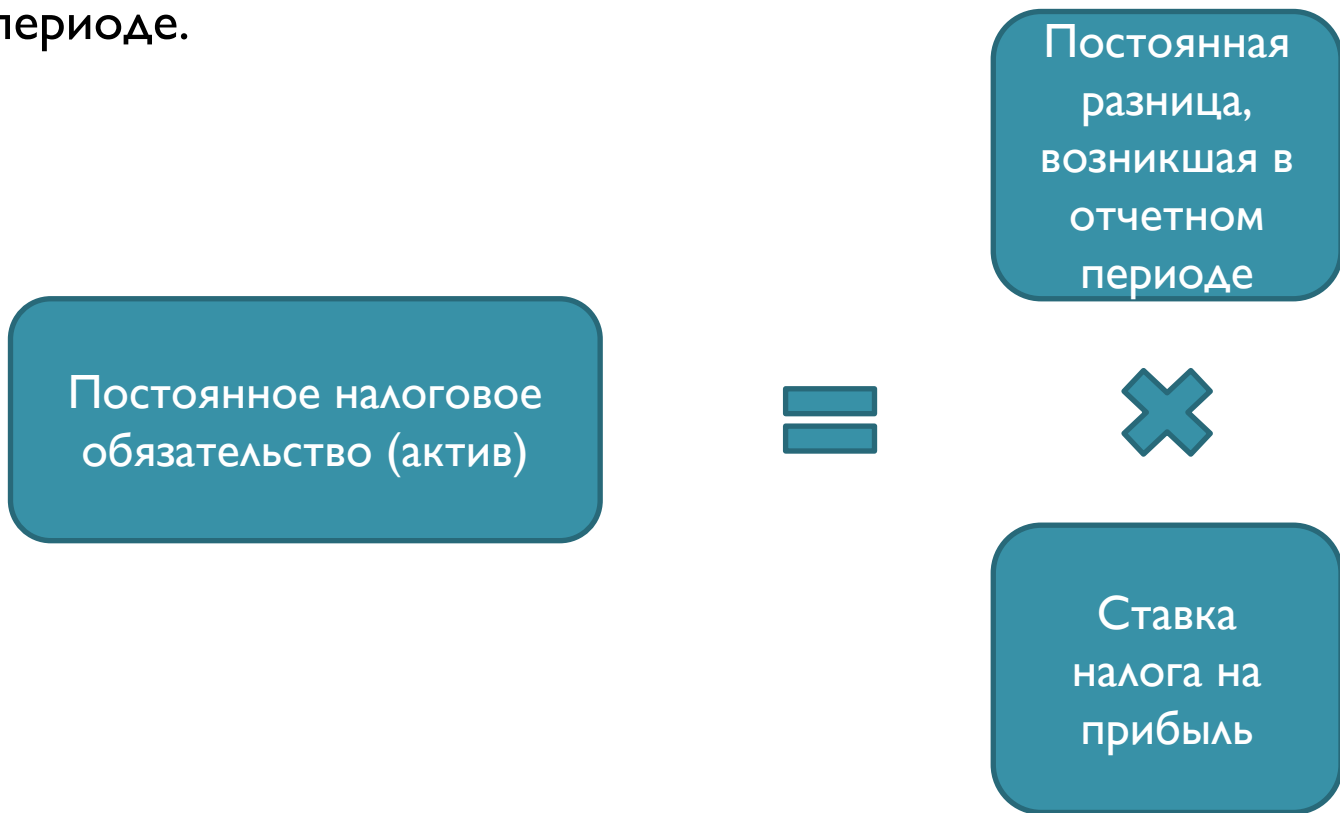 периоде.
Постоянная
разница,
возникшая в
отчетном
периоде
Постоянное налоговое
обязательство (актив)
Ставка
налога на
прибыль